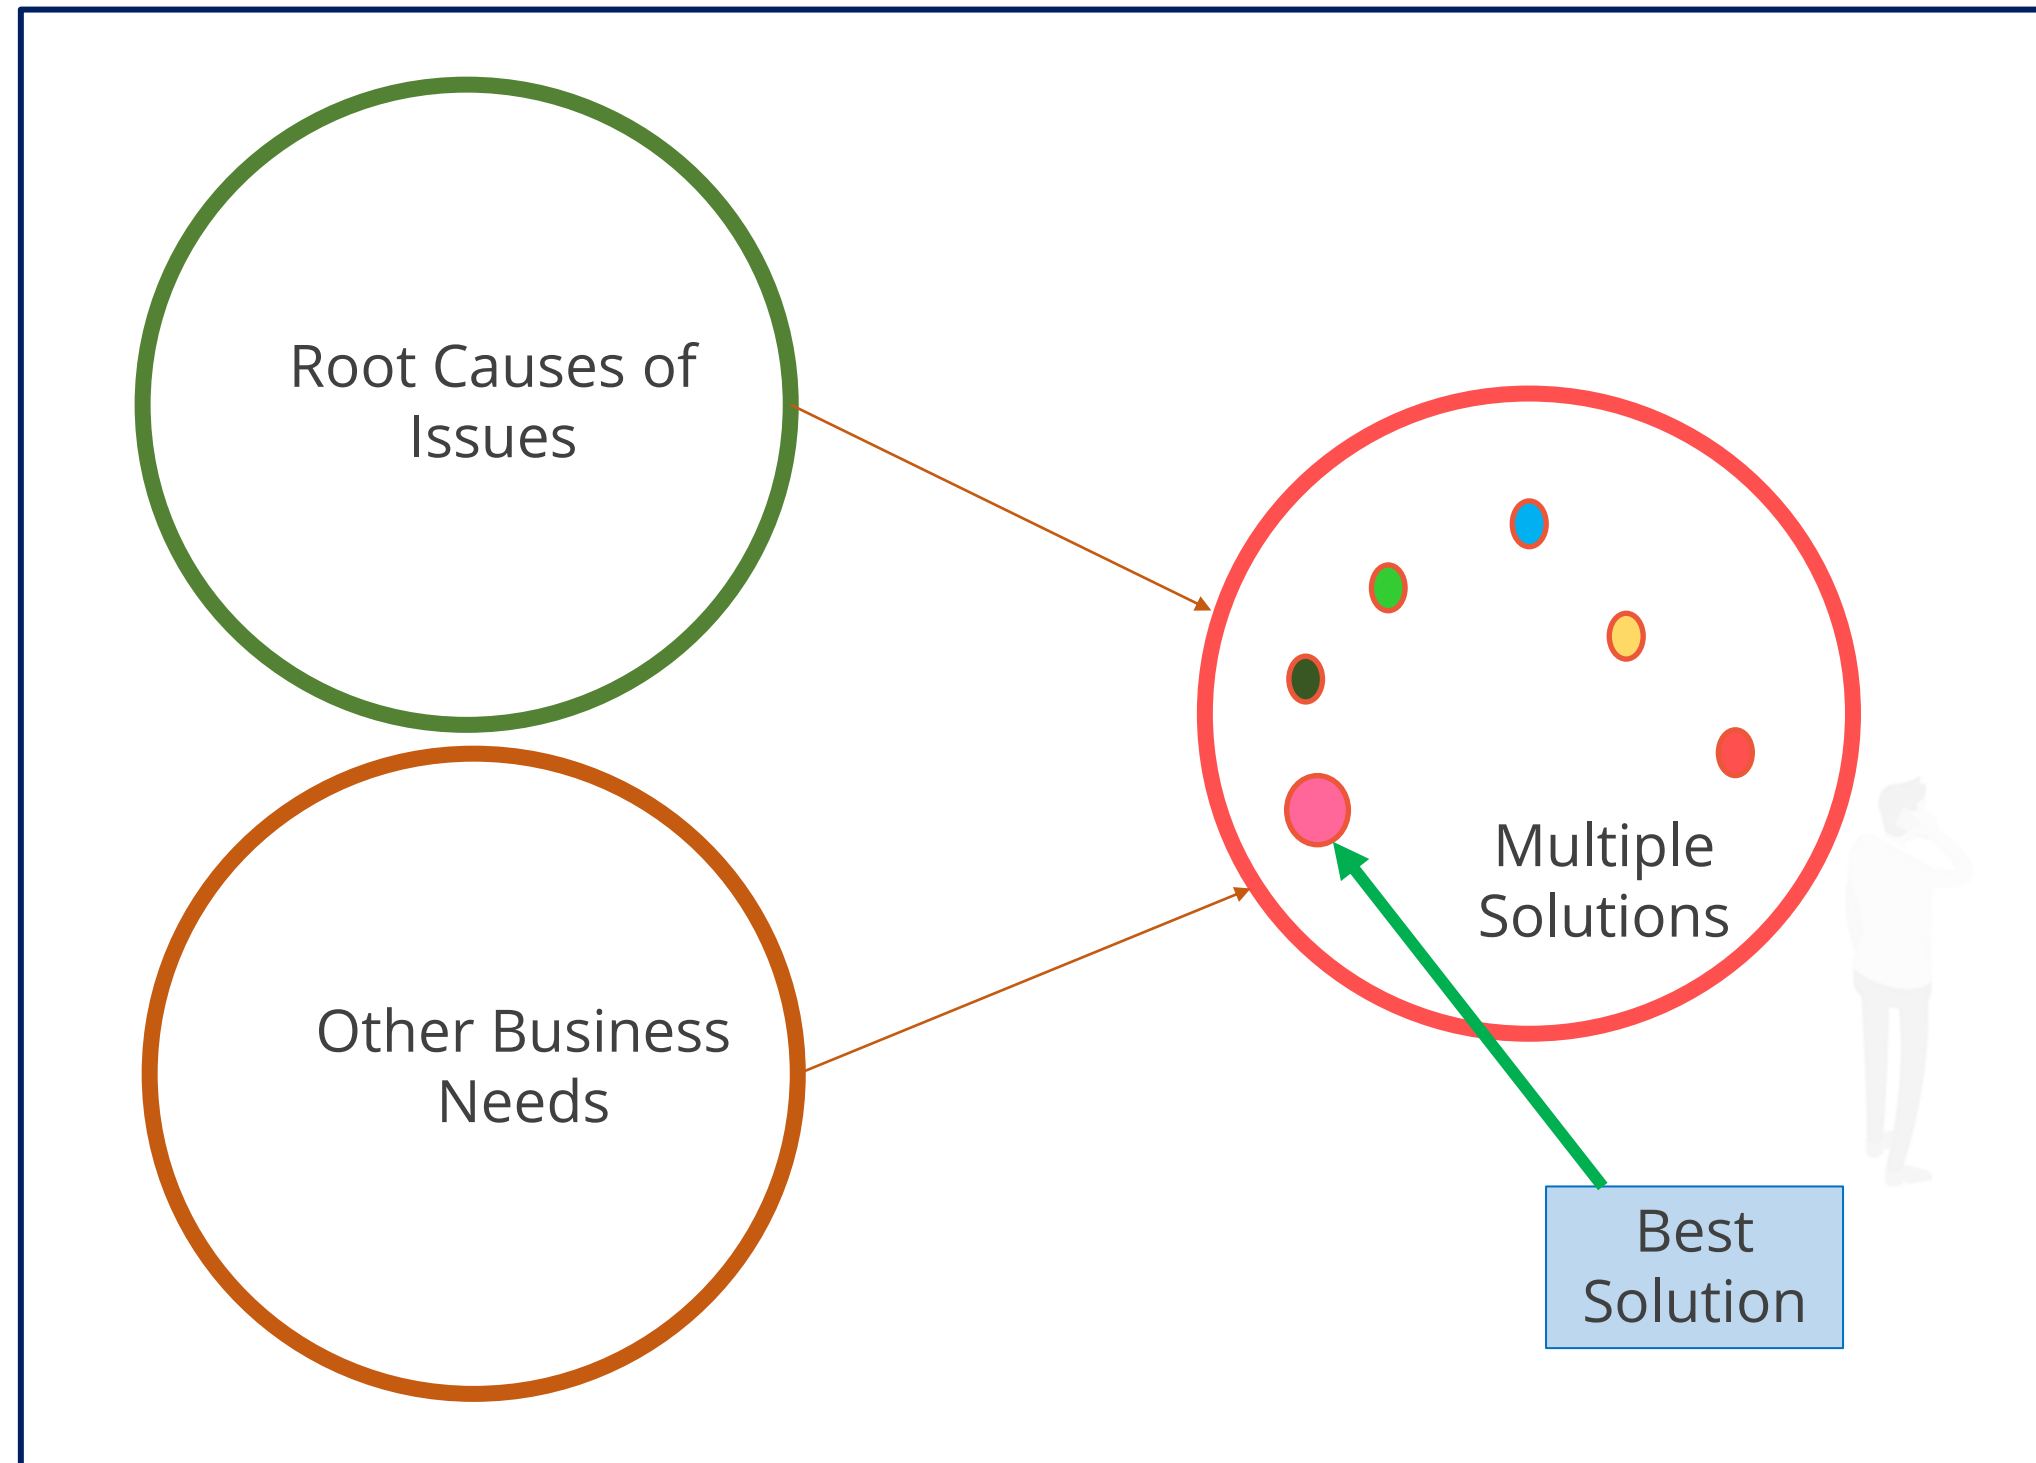 Root Causes of
Issues
Multiple
Solutions
Other Business
Needs
Best
Solution